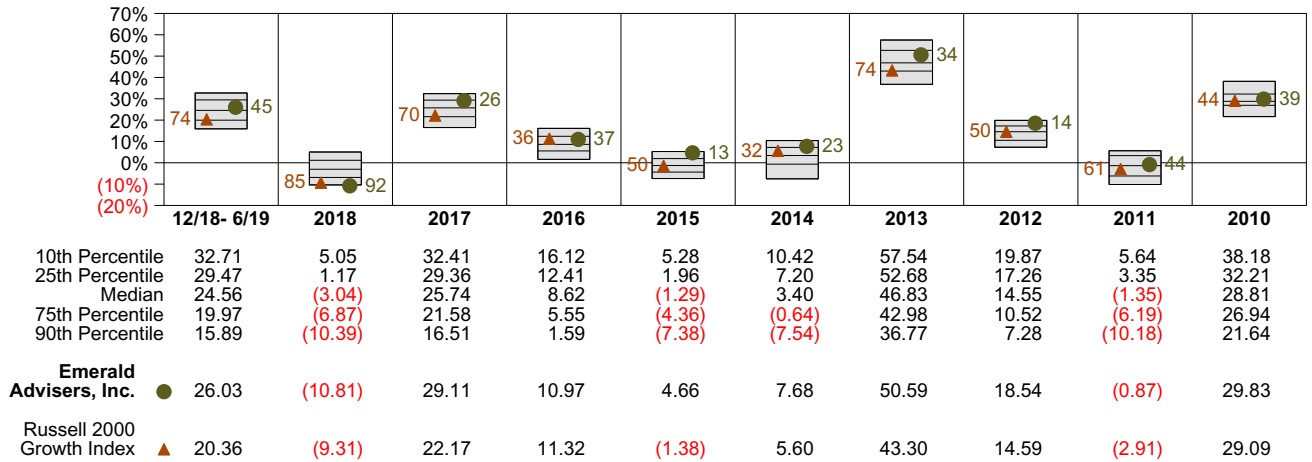 70%
60%
50%
40%
30%
20%
10%
0%
(10%)
(20%)
12/18- 6/19 2018 2017 2016 2015 2014 2013 2012 2011 2010
74 45
85 92
70 26
36 37
50 13
32 23
74 34
50 14
61 44
44 39
10th Percentile 32.71 5.05 32.41 16.12 5.28 10.42 57.54 19.87 5.64 38.18
25th Percentile 29.47 1.17 29.36 12.41 1.96 7.20 52.68 17.26 3.35 32.21
Median 24.56 (3.04) 25.74 8.62 (1.29) 3.40 46.83 14.55 (1.35) 28.81
75th Percentile 19.97 (6.87) 21.58 5.55 (4.36) (0.64) 42.98 10.52 (6.19) 26.94
90th Percentile 15.89 (10.39) 16.51 1.59 (7.38) (7.54) 36.77 7.28 (10.18) 21.64
Emerald
Advisers, Inc. 26.03 (10.81) 29.11 10.97 4.66 7.68 50.59 18.54 (0.87) 29.83
Russell 2000
Growth Index 20.36 (9.31) 22.17 11.32 (1.38) 5.60 43.30 14.59 (2.91) 29.09